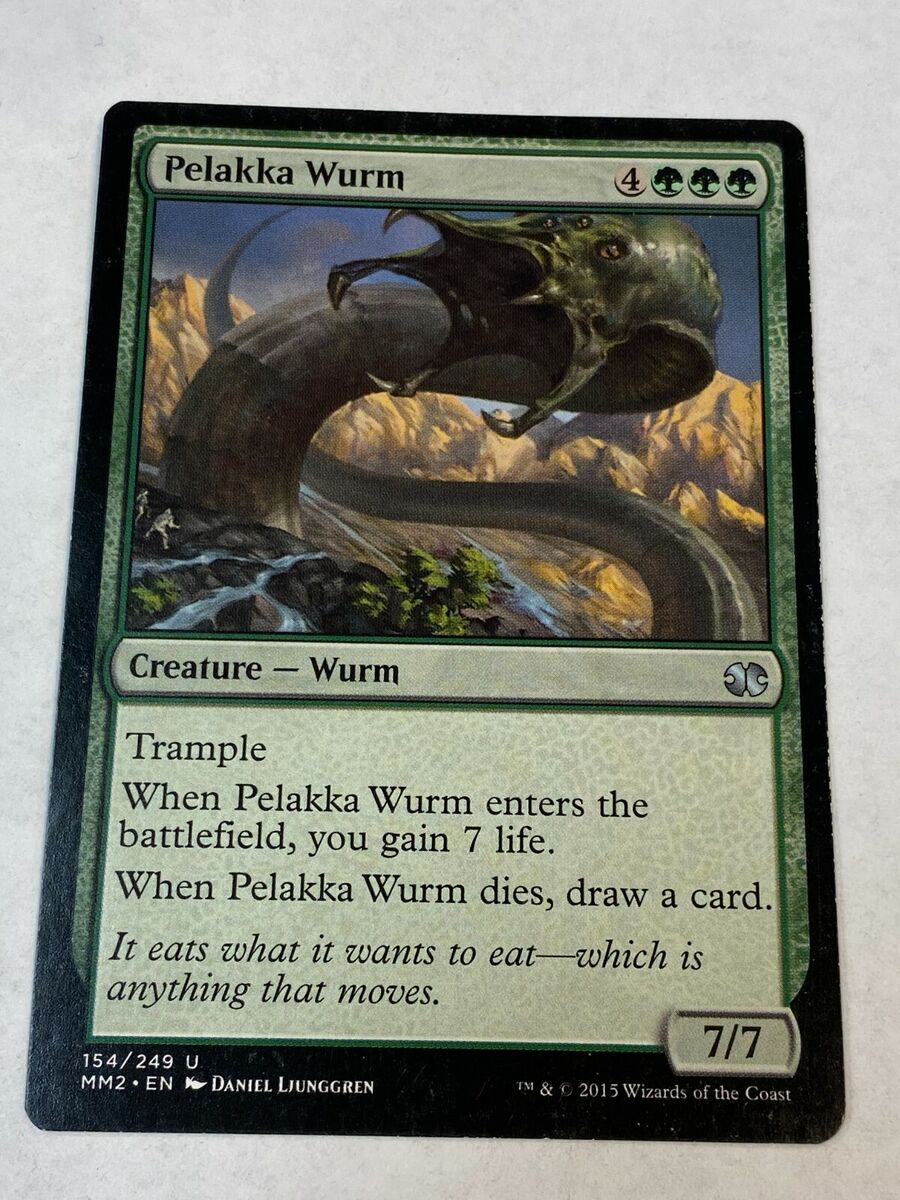 Pelakka Wurm 4
Creature — Wurm
Trample
When Pelakka Wurm enters the
battlefield, you gain 7 life.
When Pelakka Wurm dies, draw a card.
It eats what it wants to eat—which is
anything that moves.
7/7
154/249 U
MM2 • EN Daniel Ljunggren
™ & © 2015 Wizards of the Coast